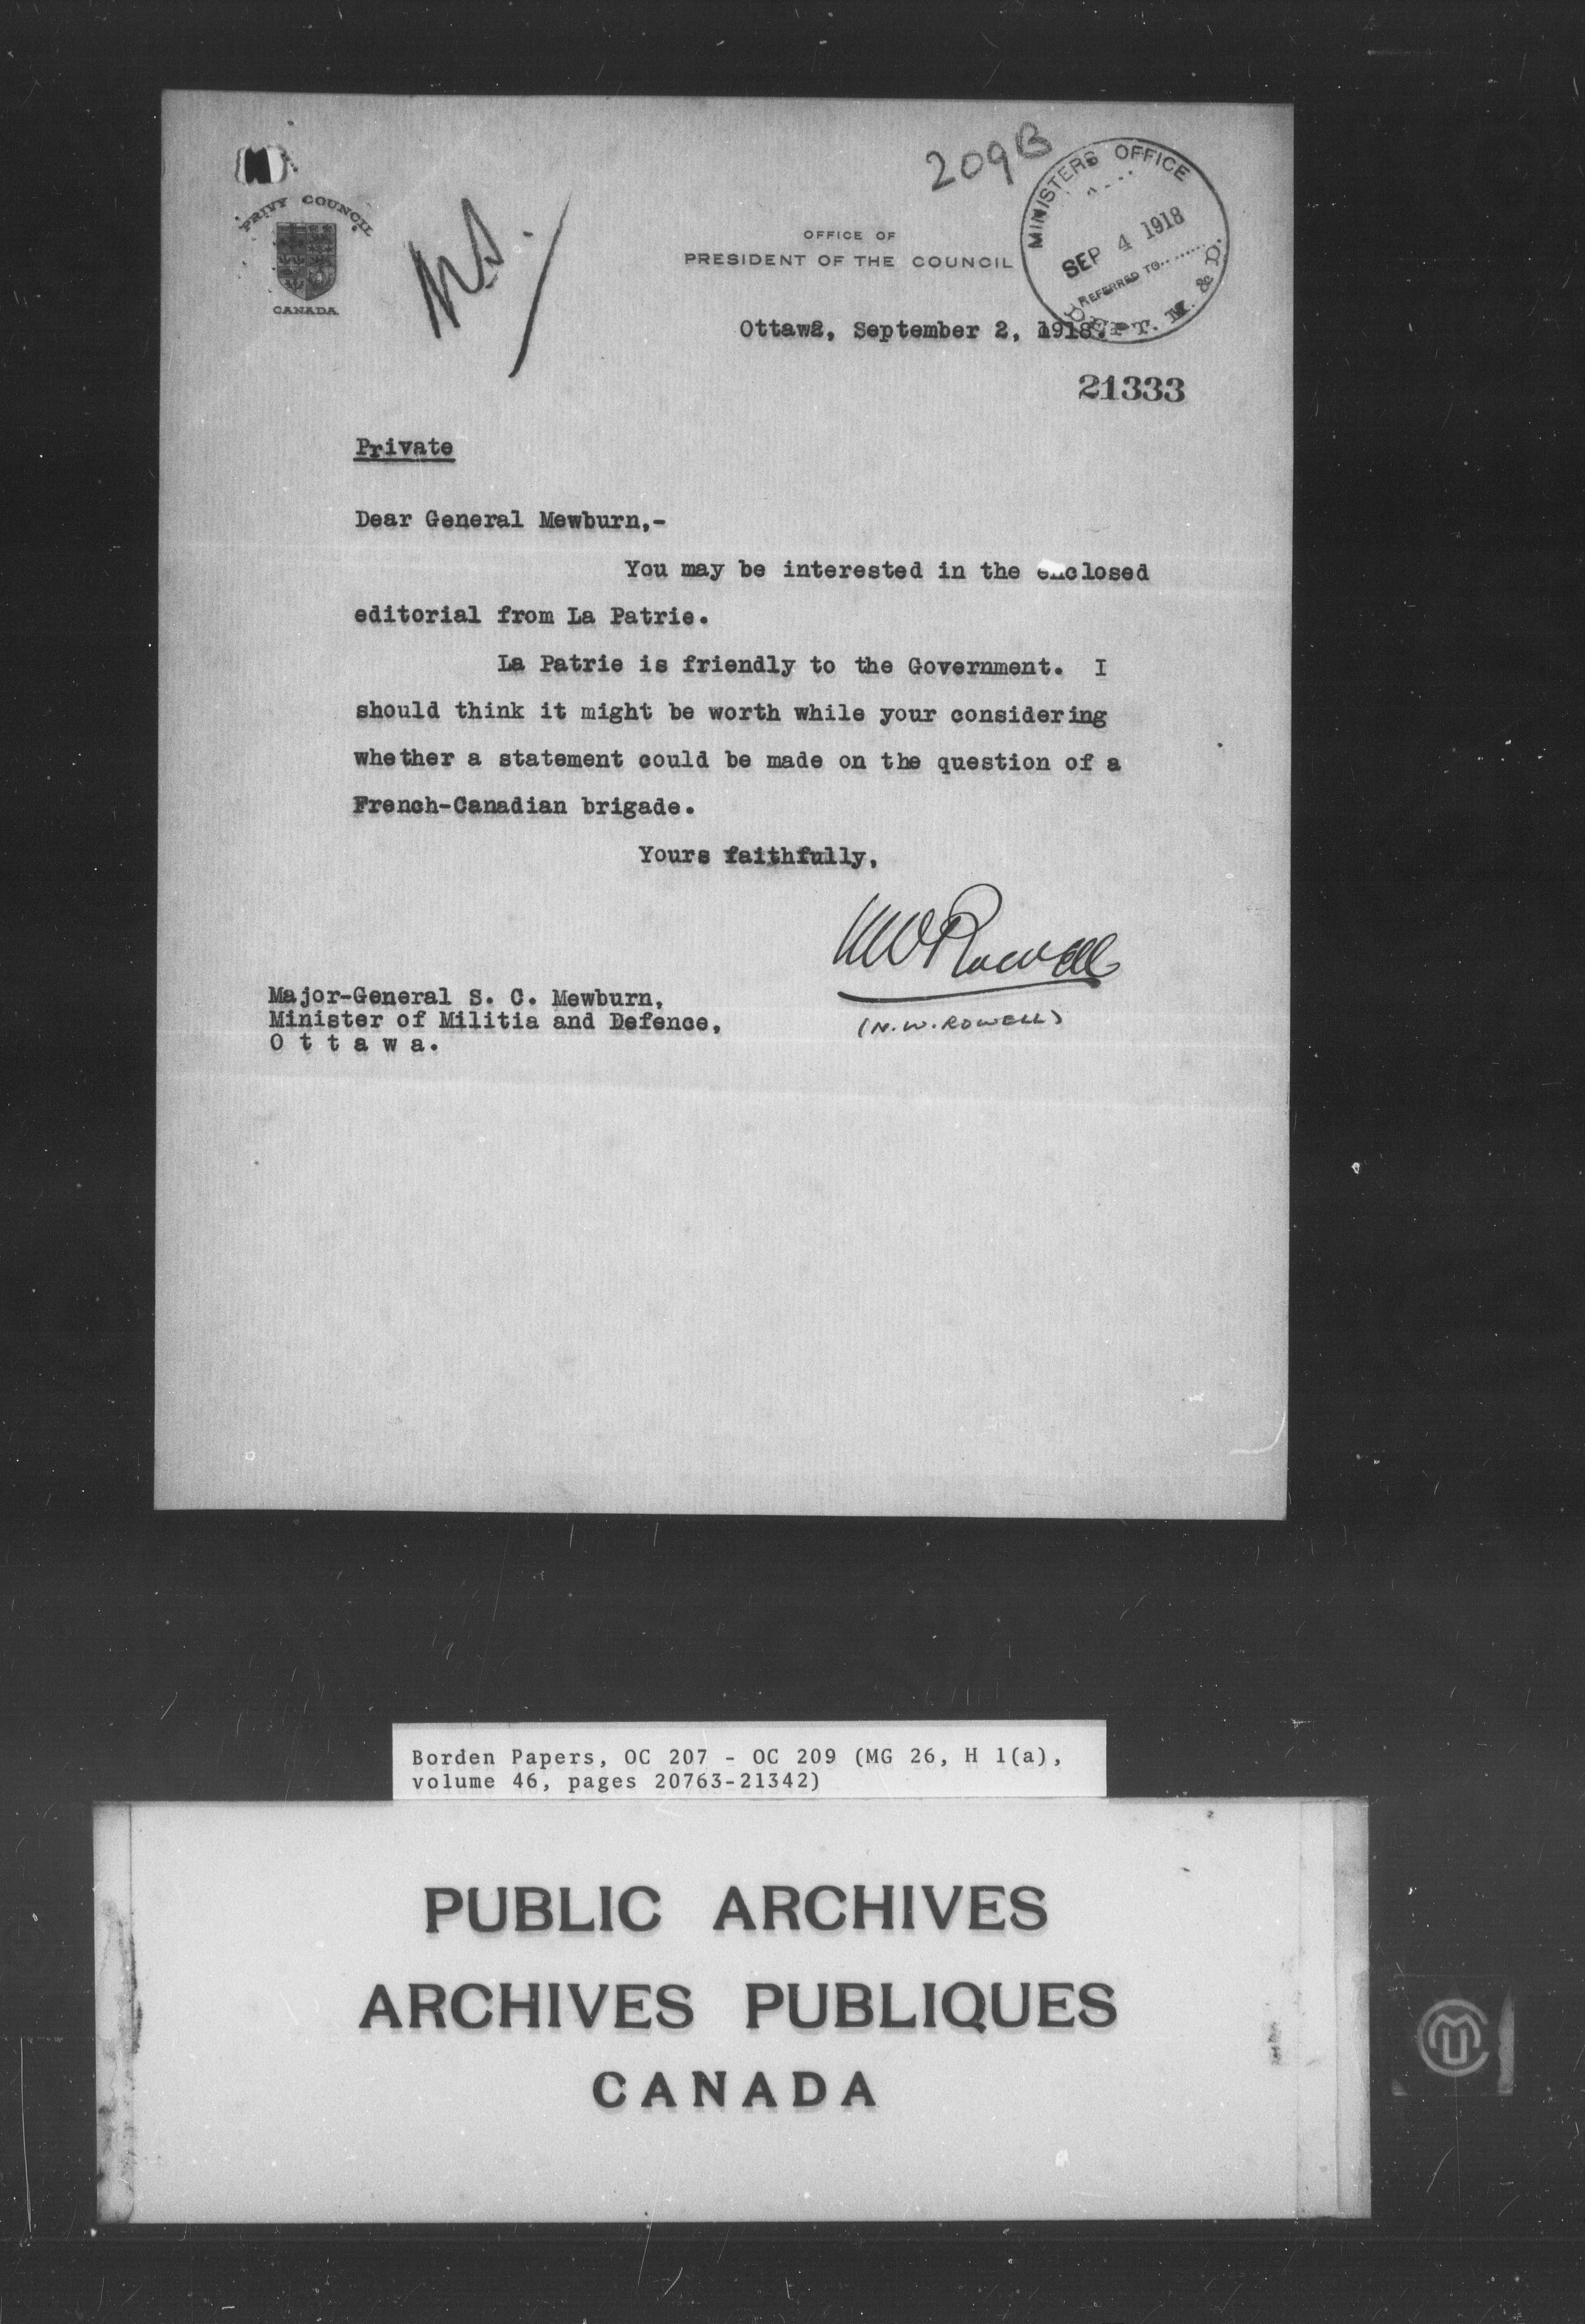 209B
PRIVY COUNCIL
CANADA
MINISTERS OFFICE
SEP 4 1918
REFERRED TO
DEPT. M. & D.
OFFICE OF
PRESIDENT OF THE COUNCIL
Ottawa, September 2, 1918.
21333
Private
Dear General Mewburn,-
You may be interested in the enclosed
editorial from La Patrie.
La Patrie is friendly to the Government. I
should think it might be worth while your considering
whether a statement could be made on the question of a
French-Canadian brigade.
Yours faithfully,
NWRowell
(N.W.ROWELL)
Major-General S. C. Mewburn,
Minister of Militia and Defence,
O t t a w a.
Borden Papers, OC 207 - OC 209 (MG 26, H 1(a),
volume 46, pages 20763-21342)
PUBLIC ARCHIVES
ARCHIVES PUBLIQUES
CANADA